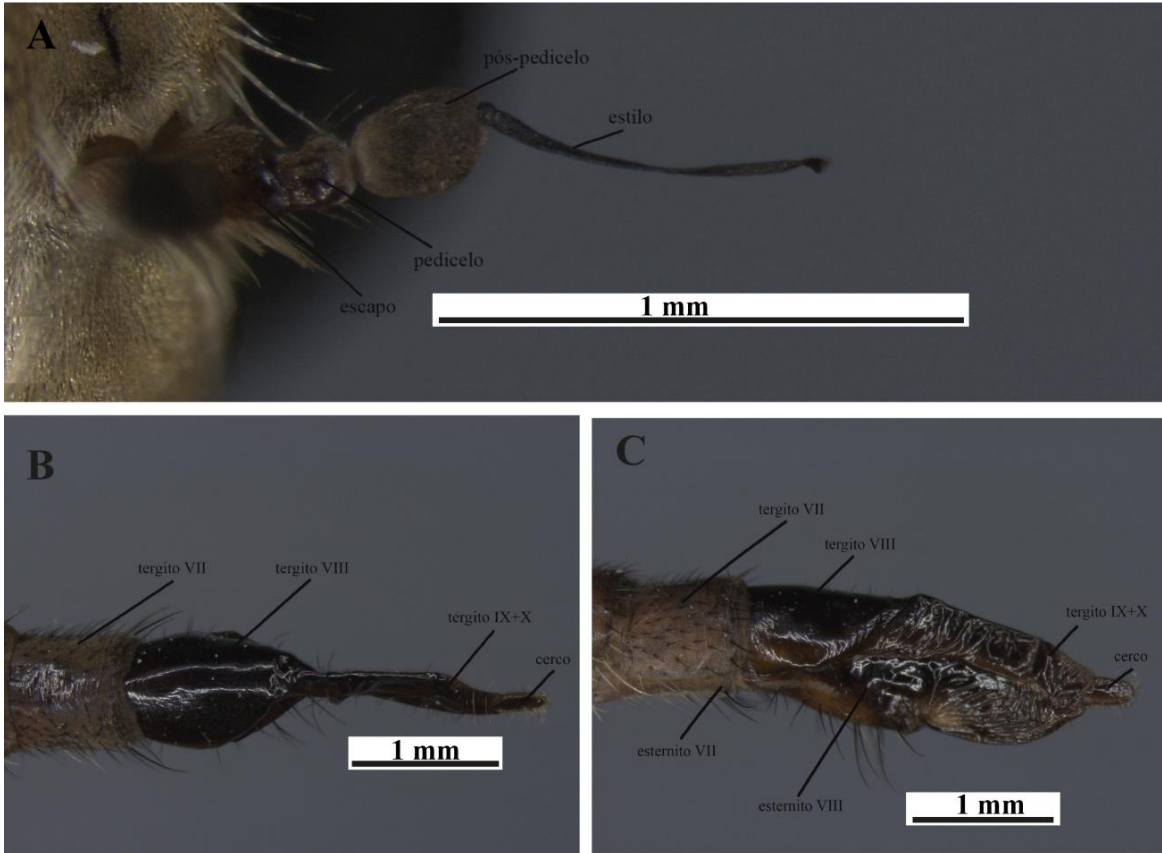 A
pós-pedicelo
estilo
pedicelo
escapo
1 mm
B
tergito VII
tergito VIII
tergito IX+X
cerco
1 mm
C
tergito VII
tergito VIII
tergito IX+X
cerco
esternito VII
esternito VIII
1 mm